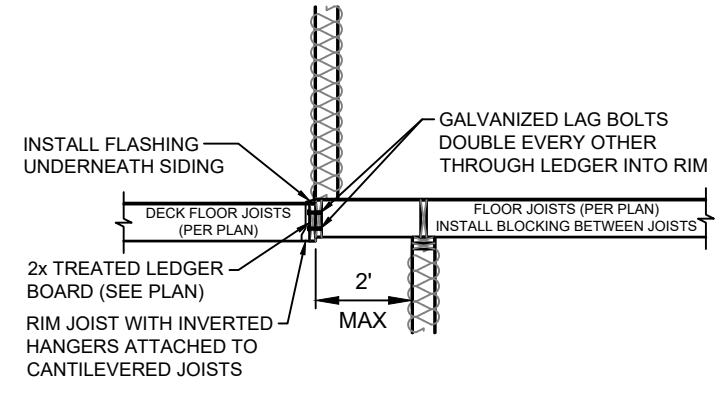 INSTALL FLASHING
UNDERNEATH SIDING
GALVANIZED LAG BOLTS
DOUBLE EVERY OTHER
THROUGH LEDGER INTO RIM
DECK FLOOR JOISTS
(PER PLAN)
FLOOR JOISTS (PER PLAN)
INSTALL BLOCKING BETWEEN JOISTS
2x TREATED LEDGER
BOARD (SEE PLAN)
2'
MAX
RIM JOIST WITH INVERTED
HANGERS ATTACHED TO
CANTILEVERED JOISTS